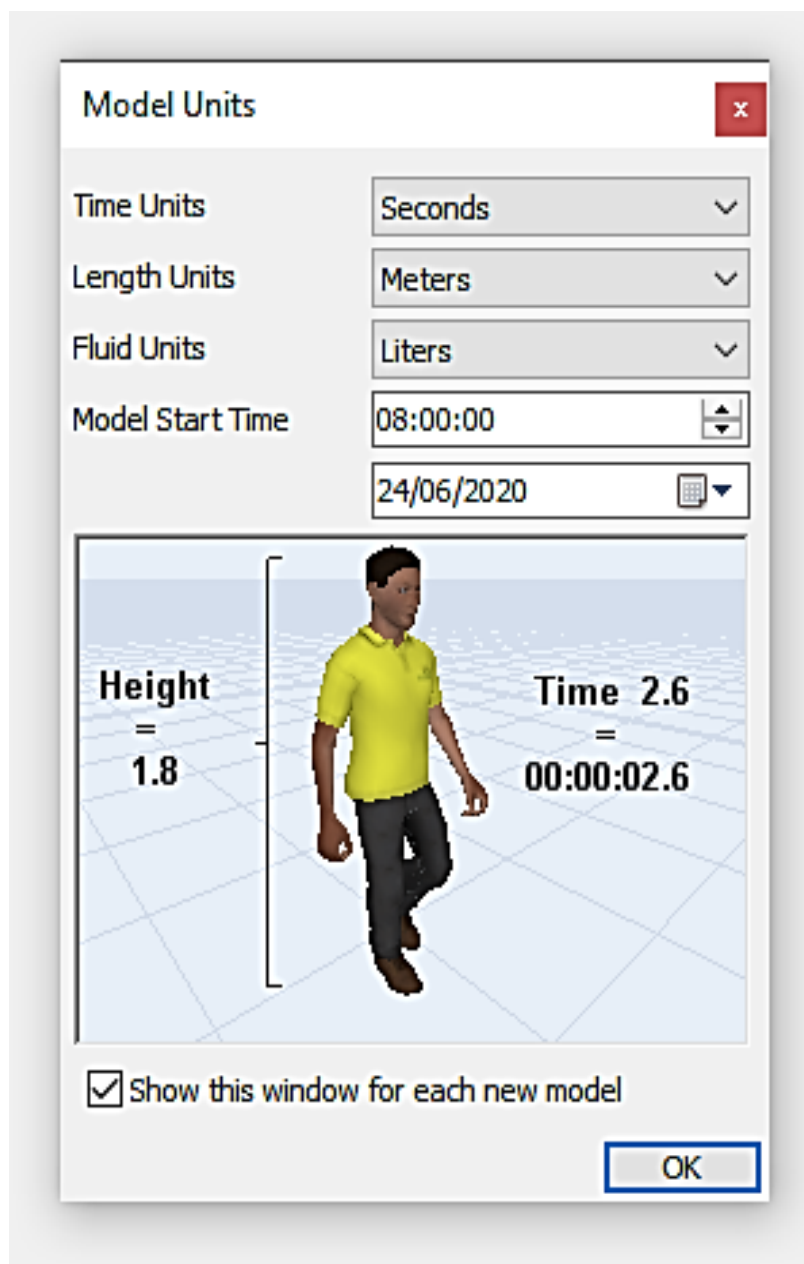 Model Units
x
Time Units Seconds
Length Units Meters
Fluid Units Liters
Model Start Time 08:00:00
24/06/2020
Height
=
1.8
Time 2.6
=
00:00:02.6
Show this window for each new model
OK